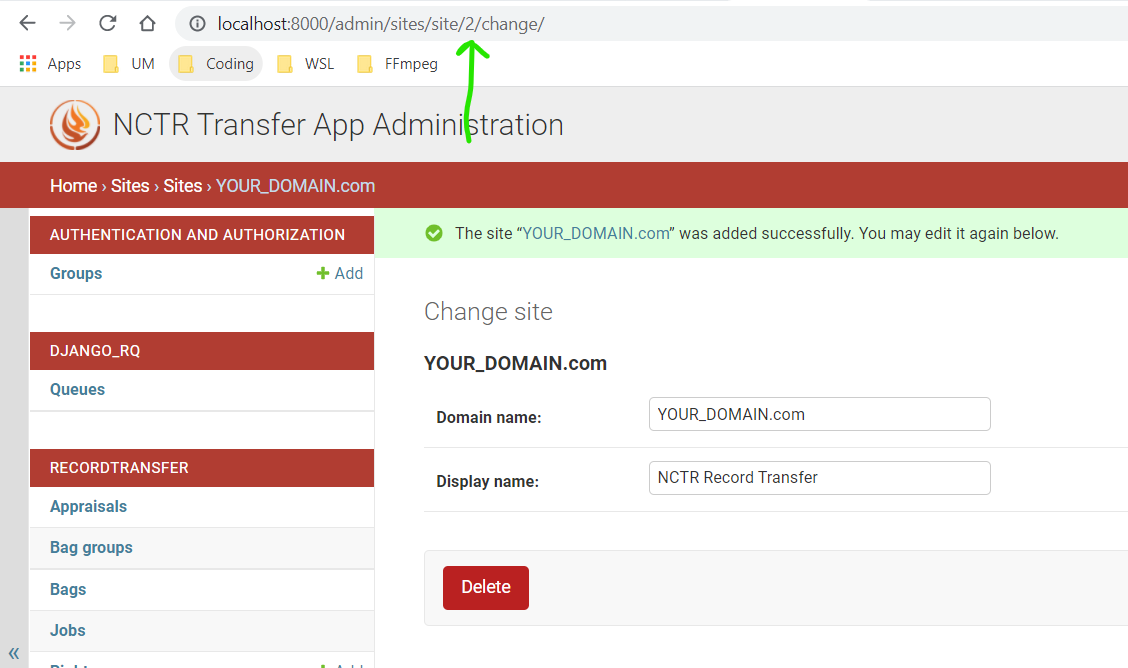 localhost:8000/admin/sites/site/2/change/
Apps UM Coding WSL FFmpeg
NCTR Transfer App Administration
Home › Sites › Sites › YOUR_DOMAIN.com
AUTHENTICATION AND AUTHORIZATION
Groups + Add
DJANGO_RQ
Queues
RECORDTRANSFER
Appraisals
Bag groups
Bags
Jobs
«
The site “YOUR_DOMAIN.com” was added successfully. You may edit it again below.
Change site
YOUR_DOMAIN.com
Domain name: YOUR_DOMAIN.com
Display name: NCTR Record Transfer
Delete